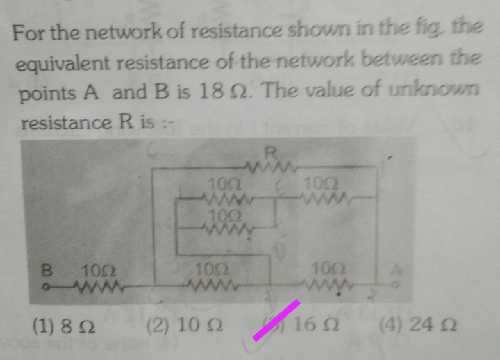 For the network of resistance shown in the fig. the
equivalent resistance of the network between the
points A and B is 18 Ω. The value of unknown
resistance R is :-
R
10Ω 10Ω
10Ω
B 10Ω 10Ω 10Ω A
(1) 8 Ω (2) 10 Ω (3) 16 Ω (4) 24 Ω